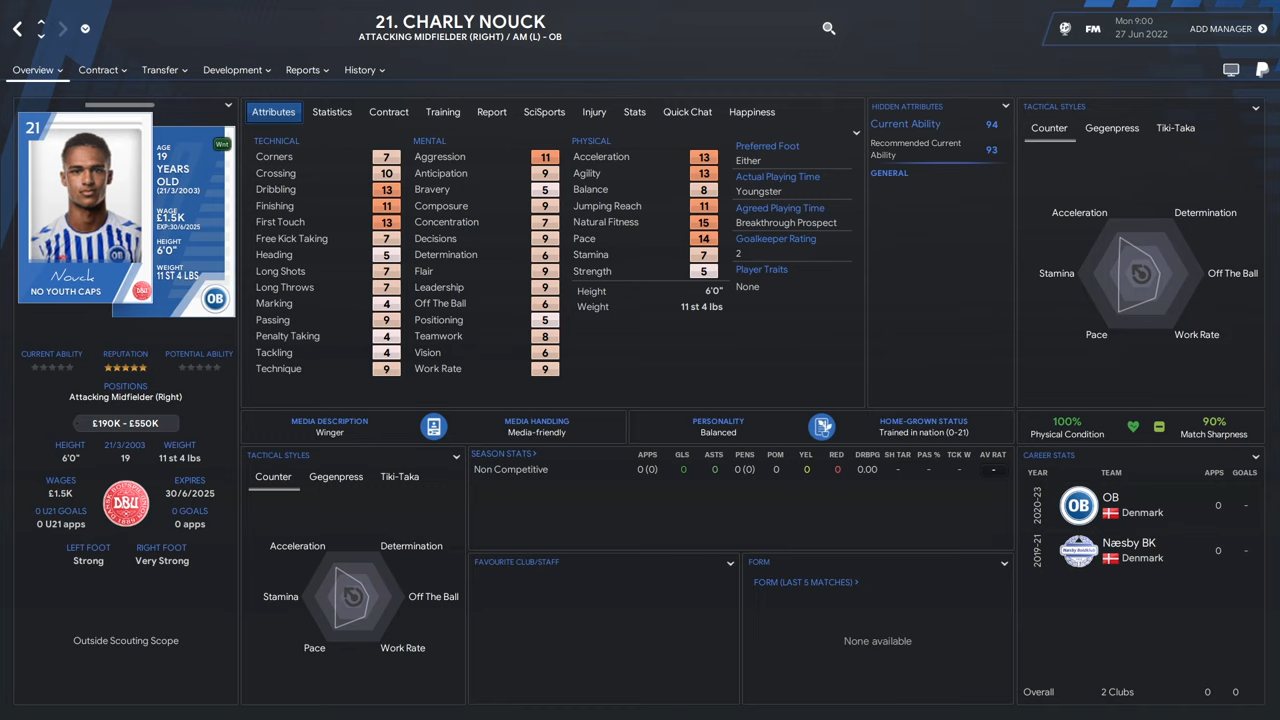 21. CHARLY NOUCK
ATTACKING MIDFIELDER (RIGHT) / AM (L) - OB
FM
Mon 9:00
27 Jun 2022
ADD MANAGER
Overview
Contract
Transfer
Development
Reports
History
21
Wnt
AGE
19
YEARS
OLD
(21/3/2003)
WAGE
£1.5K
EXP:30/6/2025
HEIGHT
6'0"
WEIGHT
11 ST 4 LBS
Nouck
NO YOUTH CAPS
OB
CURRENT ABILITY
REPUTATION
POTENTIAL ABILITY
POSITIONS
Attacking Midfielder (Right)
£190K - £550K
HEIGHT 21/3/2003 WEIGHT
6'0" 19 11 st 4 lbs
WAGES EXPIRES
£1.5K 30/6/2025
DBU
0 U21 GOALS 0 GOALS
0 U21 apps 0 apps
LEFT FOOT RIGHT FOOT
Strong Very Strong
Outside Scouting Scope
Attributes Statistics Contract Training Report SciSports Injury Stats Quick Chat Happiness
TECHNICAL
Corners 7
Crossing 10
Dribbling 13
Finishing 11
First Touch 13
Free Kick Taking 7
Heading 5
Long Shots 7
Long Throws 7
Marking 4
Passing 9
Penalty Taking 4
Tackling 4
Technique 9
MENTAL
Aggression 11
Anticipation 9
Bravery 5
Composure 9
Concentration 7
Decisions 9
Determination 6
Flair 9
Leadership 9
Off The Ball 6
Positioning 5
Teamwork 8
Vision 6
Work Rate 9
PHYSICAL
Acceleration 13
Agility 13
Balance 8
Jumping Reach 11
Natural Fitness 15
Pace 14
Stamina 7
Strength 5
Height 6'0"
Weight 11 st 4 lbs
Preferred Foot
Either
Actual Playing Time
Youngster
Agreed Playing Time
Breakthrough Prospect
Goalkeeper Rating
2
Player Traits
None
HIDDEN ATTRIBUTES
Current Ability 94
Recommended Current Ability 93
GENERAL
TACTICAL STYLES
Counter Gegenpress Tiki-Taka
Acceleration
Determination
Stamina
Off The Ball
Pace
Work Rate
MEDIA DESCRIPTION
Winger
MEDIA HANDLING
Media-friendly
PERSONALITY
Balanced
HOME-GROWN STATUS
Trained in nation (0-21)
100%
Physical Condition
90%
Match Sharpness
TACTICAL STYLES
Counter Gegenpress Tiki-Taka
Acceleration
Determination
Stamina
Off The Ball
Pace
Work Rate
SEASON STATS > APPS GLS ASTS PENS POM YEL RED DRBPG SH TAR PAS % TCK W AV RAT
Non Competitive 0 (0) 0 0 0 (0) 0 0 0 0.00 - - - -
FAVOURITE CLUB/STAFF
FORM
FORM (LAST 5 MATCHES) >
None available
CAREER STATS
YEAR TEAM APPS GOALS
2020-23 OB OB Denmark 0 -
2019-21 Næsby BK Denmark 0 -
Overall 2 Clubs 0 0